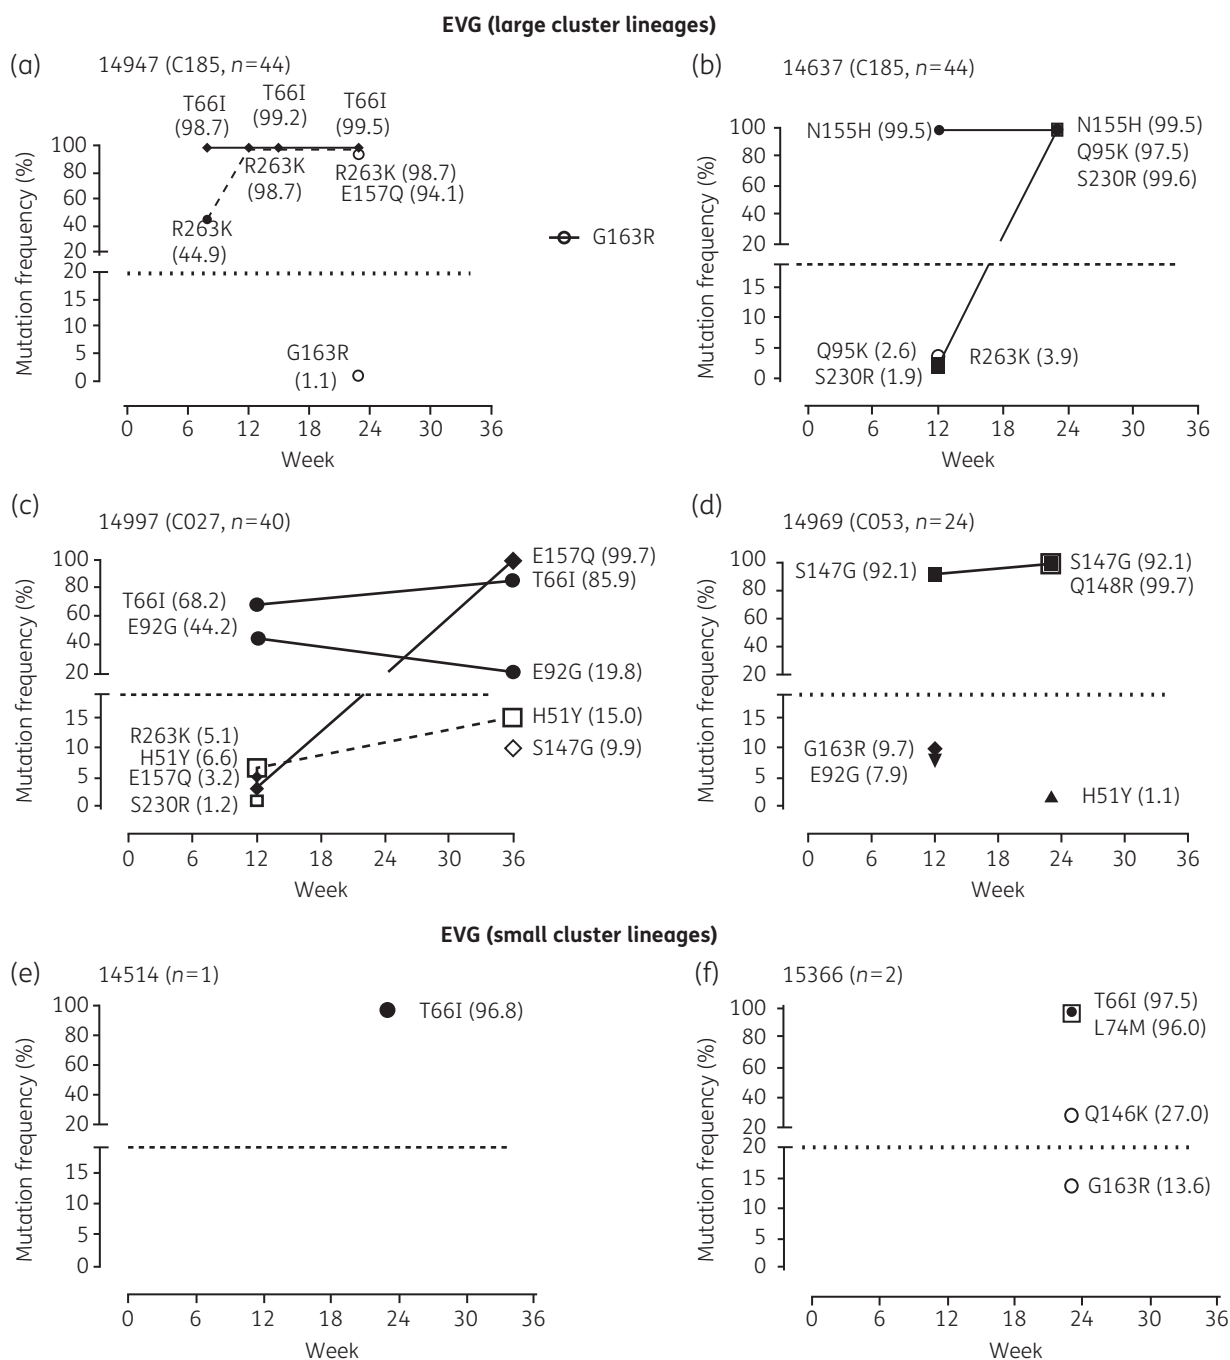 EVG (large cluster lineages)
(a)
14947 (C185, n=44)
T66I
(98.7)
T66I
(99.2)
T66I
(99.5)
R263K
(98.7)
R263K (98.7)
E157Q (94.1)
R263K
(44.9)
G163R
G163R
(1.1)
Mutation frequency (%)
100
80
60
40
20
20
15
10
5
0
0 6 12 18 24 30 36
Week
(b)
14637 (C185, n=44)
N155H (99.5)
N155H (99.5)
Q95K (97.5)
S230R (99.6)
Q95K (2.6)
S230R (1.9)
R263K (3.9)
Mutation frequency (%)
100
80
60
40
20
15
10
5
0
0 6 12 18 24 30 36
Week
(c)
14997 (C027, n=40)
E157Q (99.7)
T66I (85.9)
T66I (68.2)
E92G (44.2)
E92G (19.8)
R263K (5.1)
H51Y (6.6)
E157Q (3.2)
S230R (1.2)
H51Y (15.0)
S147G (9.9)
Mutation frequency (%)
100
80
60
40
20
15
10
5
0
0 6 12 18 24 30 36
Week
(d)
14969 (C053, n=24)
S147G (92.1)
S147G (92.1)
Q148R (99.7)
G163R (9.7)
E92G (7.9)
H51Y (1.1)
Mutation frequency (%)
100
80
60
40
20
15
10
5
0
0 6 12 18 24 30 36
Week
EVG (small cluster lineages)
(e)
14514 (n=1)
T66I (96.8)
Mutation frequency (%)
100
80
60
40
20
15
10
5
0
0 6 12 18 24 30 36
Week
(f)
15366 (n=2)
T66I (97.5)
L74M (96.0)
Q146K (27.0)
G163R (13.6)
Mutation frequency (%)
100
80
60
40
20
20
15
10
5
0
0 6 12 18 24 30 36
Week